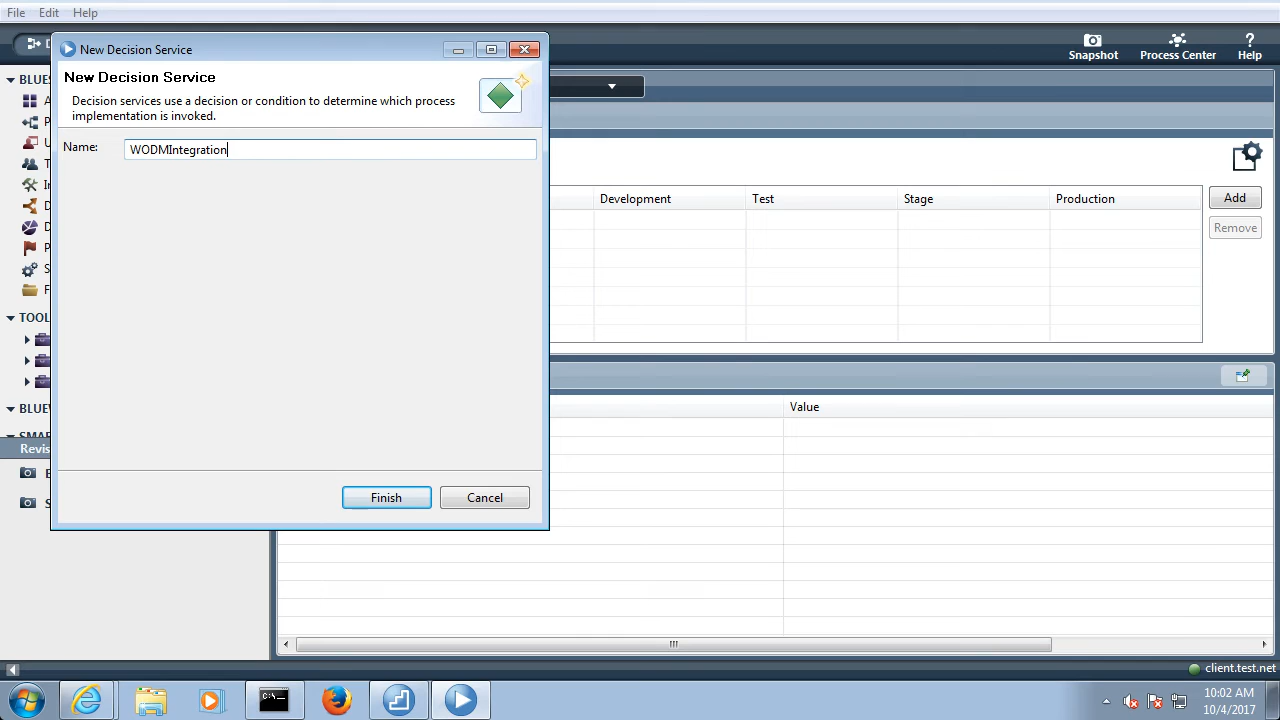 File Edit Help
New Decision Service
Snapshot Process Center Help
New Decision Service
Decision services use a decision or condition to determine which process
implementation is invoked.
Name: WODMIntegration
Development Test Stage Production
Add
Remove
TOOL
Value
Revis
Finish Cancel
client.test.net
10:02 AM
10/4/2017